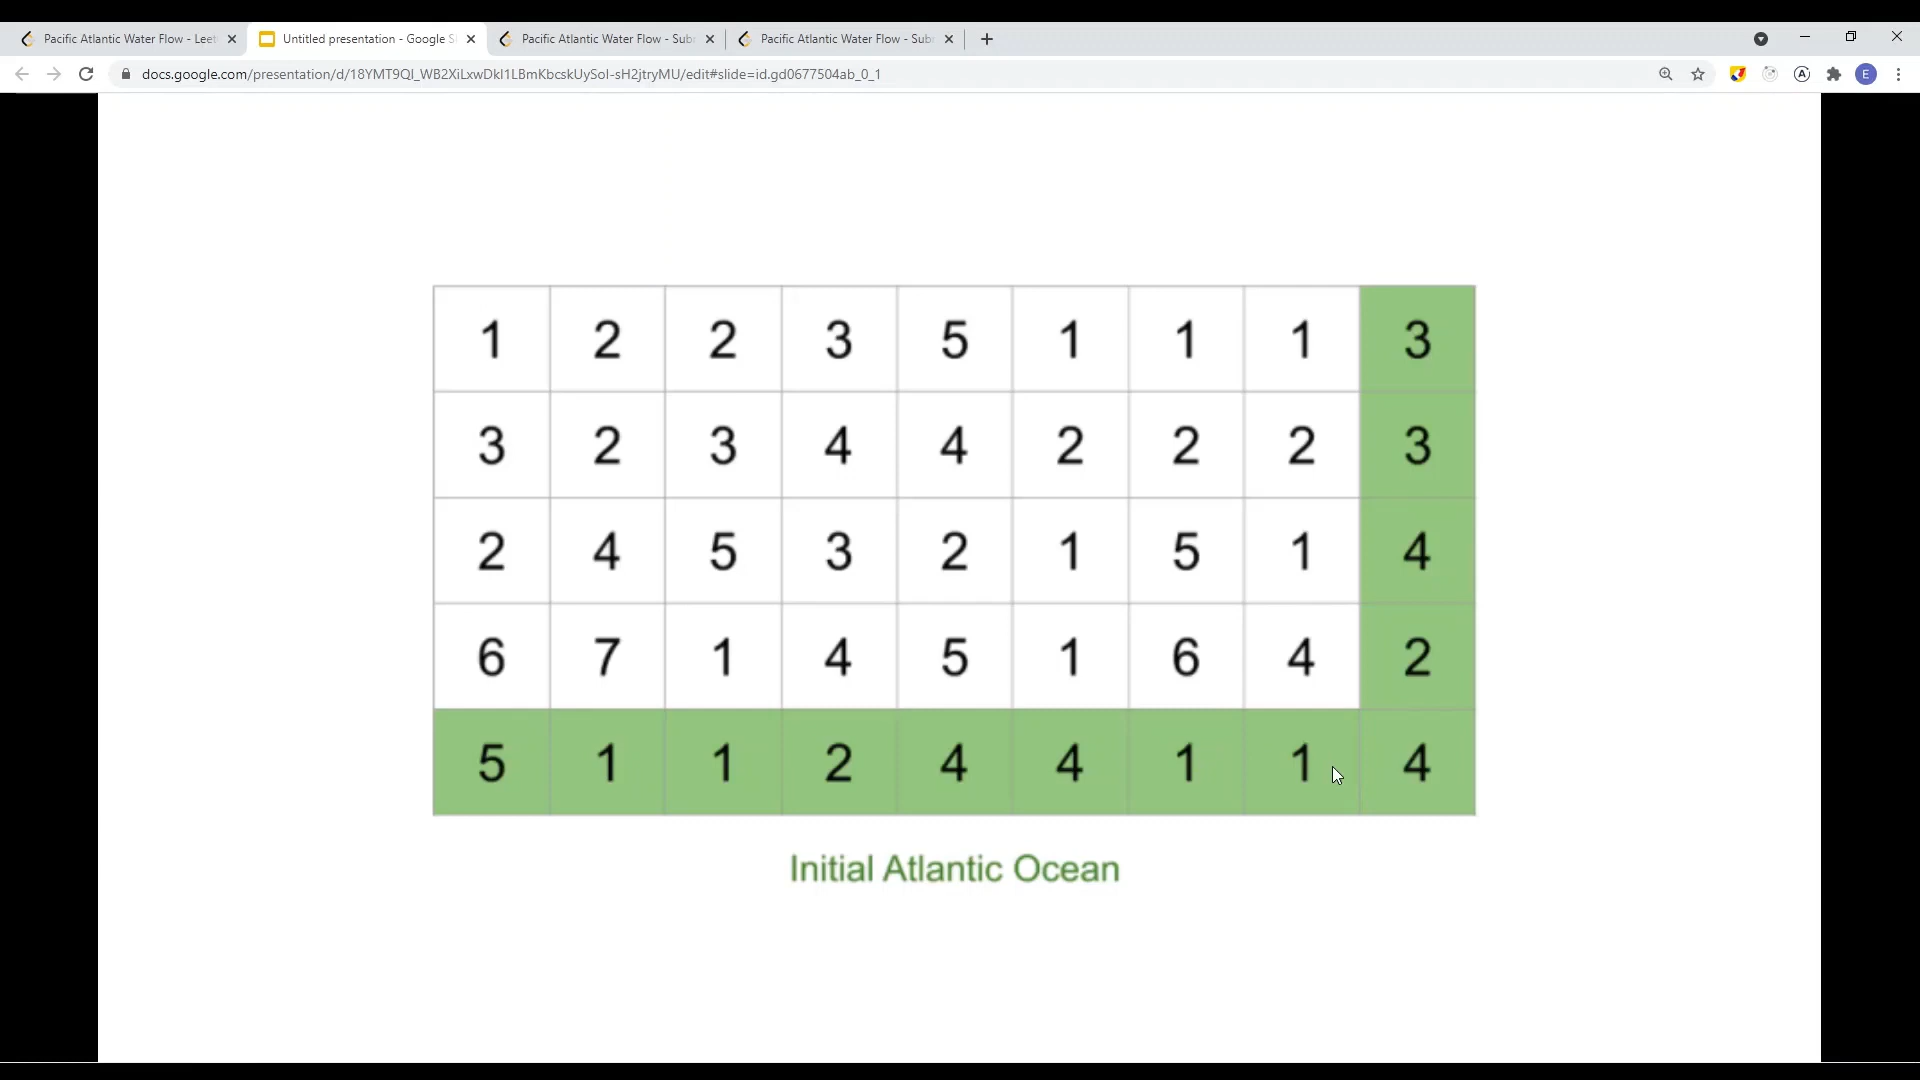 Pacific Atlantic Water Flow - Leet
Untitled presentation - Google S
Pacific Atlantic Water Flow - Sub
Pacific Atlantic Water Flow - Sub
docs.google.com/presentation/d/18YMT9QI_WB2XiLxwDkI1LBmKbcskUySoI-sH2jtryMU/edit#slide=id.gd0677504ab_0_1
A
E
1 2 2 3 5 1 1 1 3
3 2 3 4 4 2 2 2 3
2 4 5 3 2 1 5 1 4
6 7 1 4 5 1 6 4 2
5 1 1 2 4 4 1 1 4
Initial Atlantic Ocean